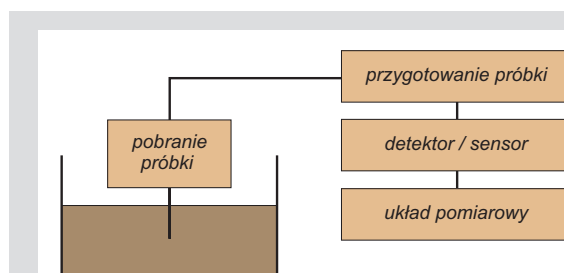 przygotowanie próbki
pobranie
próbki
detektor / sensor
układ pomiarowy